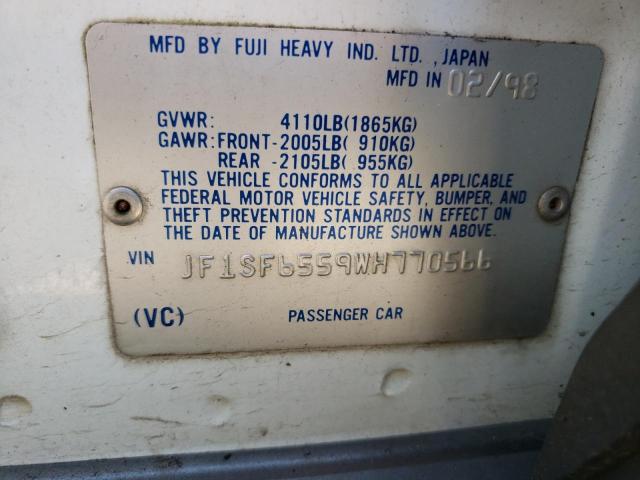 MFD BY FUJI HEAVY IND. LTD. , JAPAN
MFD IN 02/98
GVWR: 4110LB(1865KG)
GAWR: FRONT-2005LB( 910KG)
REAR -2105LB( 955KG)
THIS VEHICLE CONFORMS TO ALL APPLICABLE
FEDERAL MOTOR VEHICLE SAFETY, BUMPER, AND
THEFT PREVENTION STANDARDS IN EFFECT ON
THE DATE OF MANUFACTURE SHOWN ABOVE.
VIN JF1SF6559WH770566
(VC) PASSENGER CAR